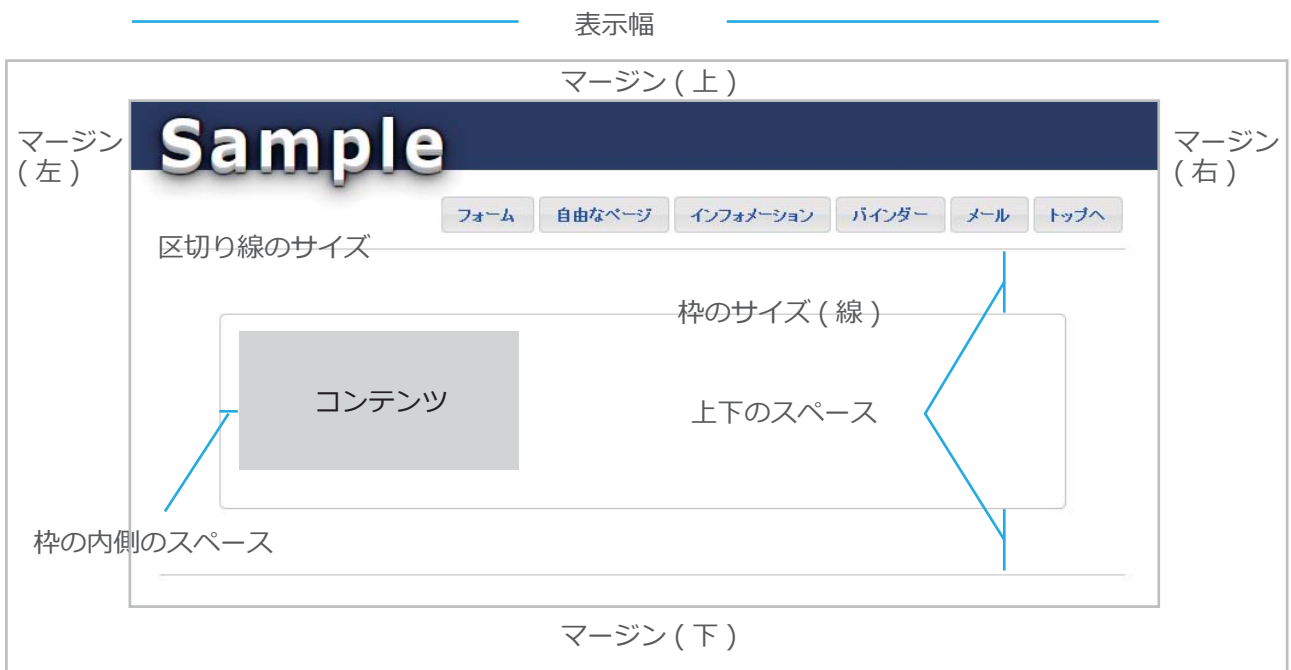 表示幅
マージン ( 上 )
マージン
( 左 )
Sample
マージン
( 右 )
フォーム 自由なページ インフォメーション バインダー メール トップへ
区切り線のサイズ
枠のサイズ ( 線 )
コンテンツ
上下のスペース
枠の内側のスペース
マージン ( 下 )